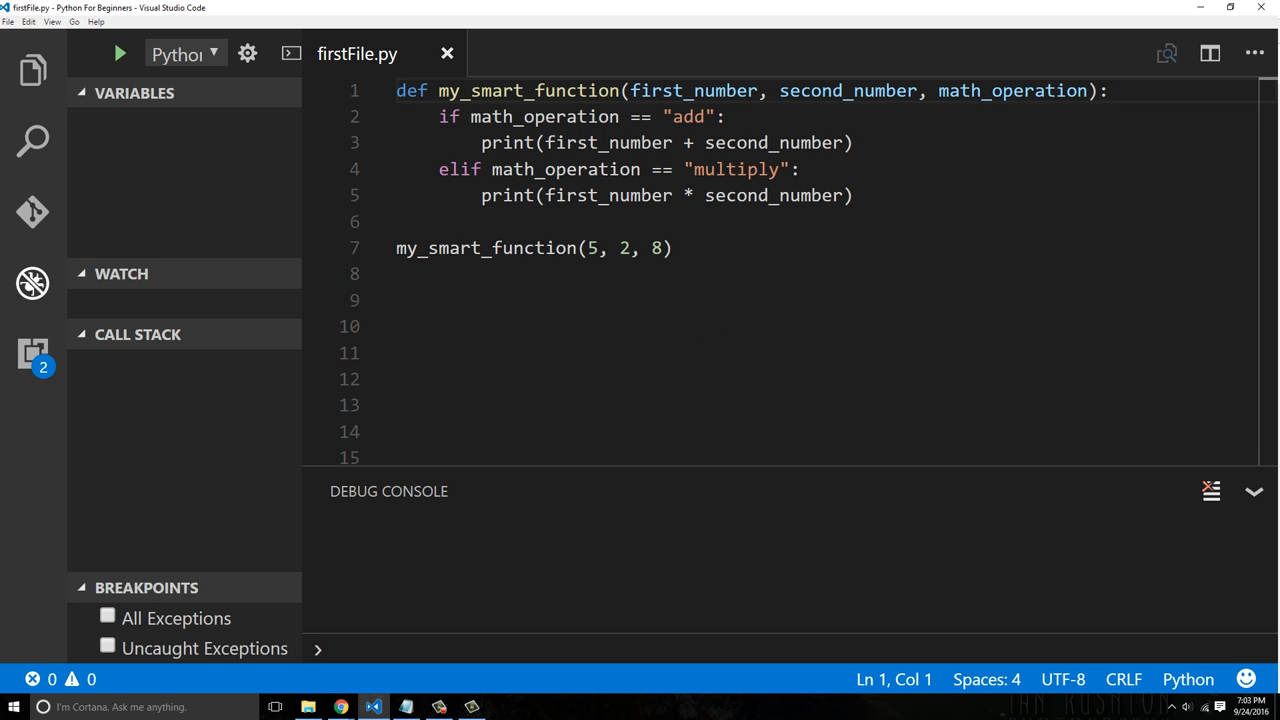 firstFile.py - Python For Beginners - Visual Studio Code
File Edit View Go Help
Pythor
firstFile.py
VARIABLES
WATCH
CALL STACK
2
BREAKPOINTS
All Exceptions
Uncaught Exceptions
1 def my_smart_function(first_number, second_number, math_operation):
2 if math_operation == "add":
3 print(first_number + second_number)
4 elif math_operation == "multiply":
5 print(first_number * second_number)
6
7 my_smart_function(5, 2, 8)
8
9
10
11
12
13
14
15
DEBUG CONSOLE
0 0
Ln 1, Col 1 Spaces: 4 UTF-8 CRLF Python
I'm Cortana. Ask me anything.
7:03 PM
9/24/2016